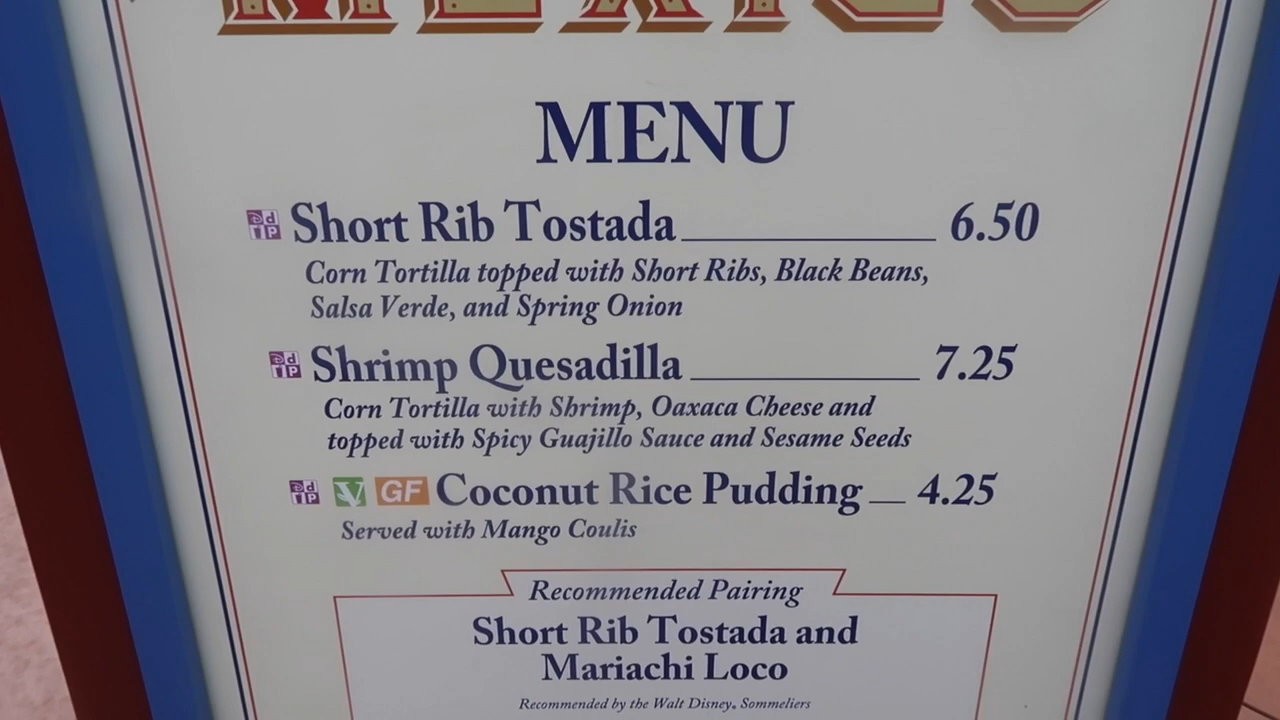 MEXICO
MENU
Short Rib Tostada 6.50
Corn Tortilla topped with Short Ribs, Black Beans,
Salsa Verde, and Spring Onion
Shrimp Quesadilla 7.25
Corn Tortilla with Shrimp, Oaxaca Cheese and
topped with Spicy Guajillo Sauce and Sesame Seeds
V GF Coconut Rice Pudding 4.25
Served with Mango Coulis
Recommended Pairing
Short Rib Tostada and
Mariachi Loco
Recommended by the Walt Disney® Sommeliers